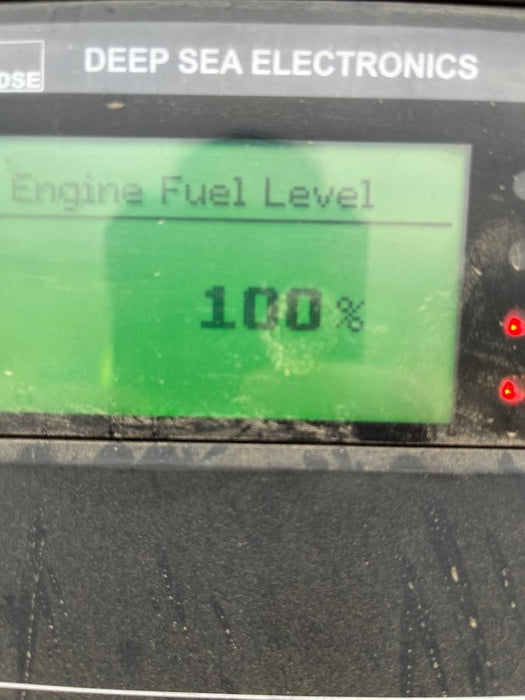 DSE
DEEP SEA ELECTRONICS
Engine Fuel Level
100 %